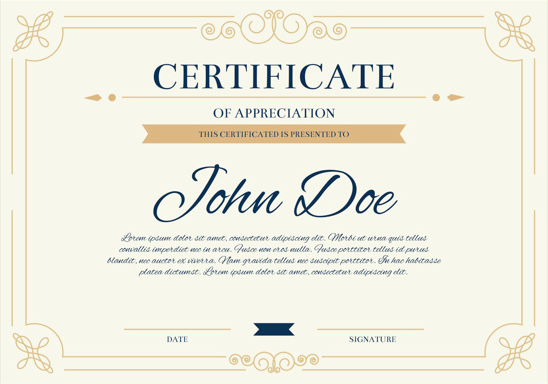 CERTIFICATE
OF APPRECIATION
THIS CERTIFICATED IS PRESENTED TO
John Doe
Lorem ipsum dolor sit amet, consectetur adipiscing elit. Morbi ut urna quis tellus
convallis imperdiet nec in arcu. Fusce non eros nulla. Fusce porttitor tellus id purus
blandit, nec auctor ex viverra. Nam gravida tellus nec suscipit porttitor. In hac habitasse
platea dictumst. Lorem ipsum dolor sit amet, consectetur adipiscing elit.
DATE SIGNATURE